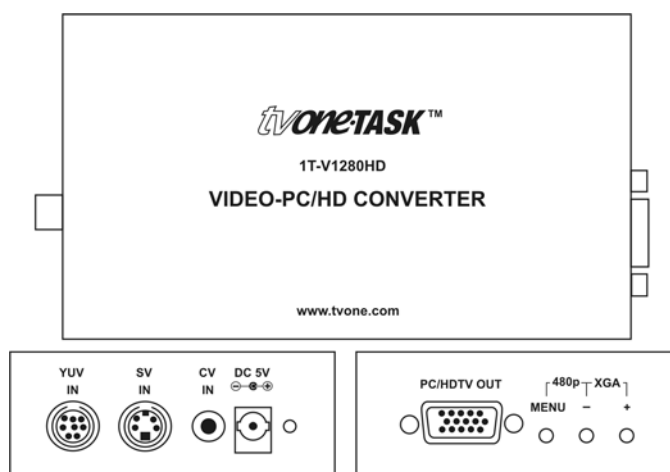 tvone-TASK™
1T-V1280HD
VIDEO-PC/HD CONVERTER
www.tvone.com
YUV IN
SV IN
CV IN
DC 5V
PC/HDTV OUT
480p
XGA
MENU
−
+